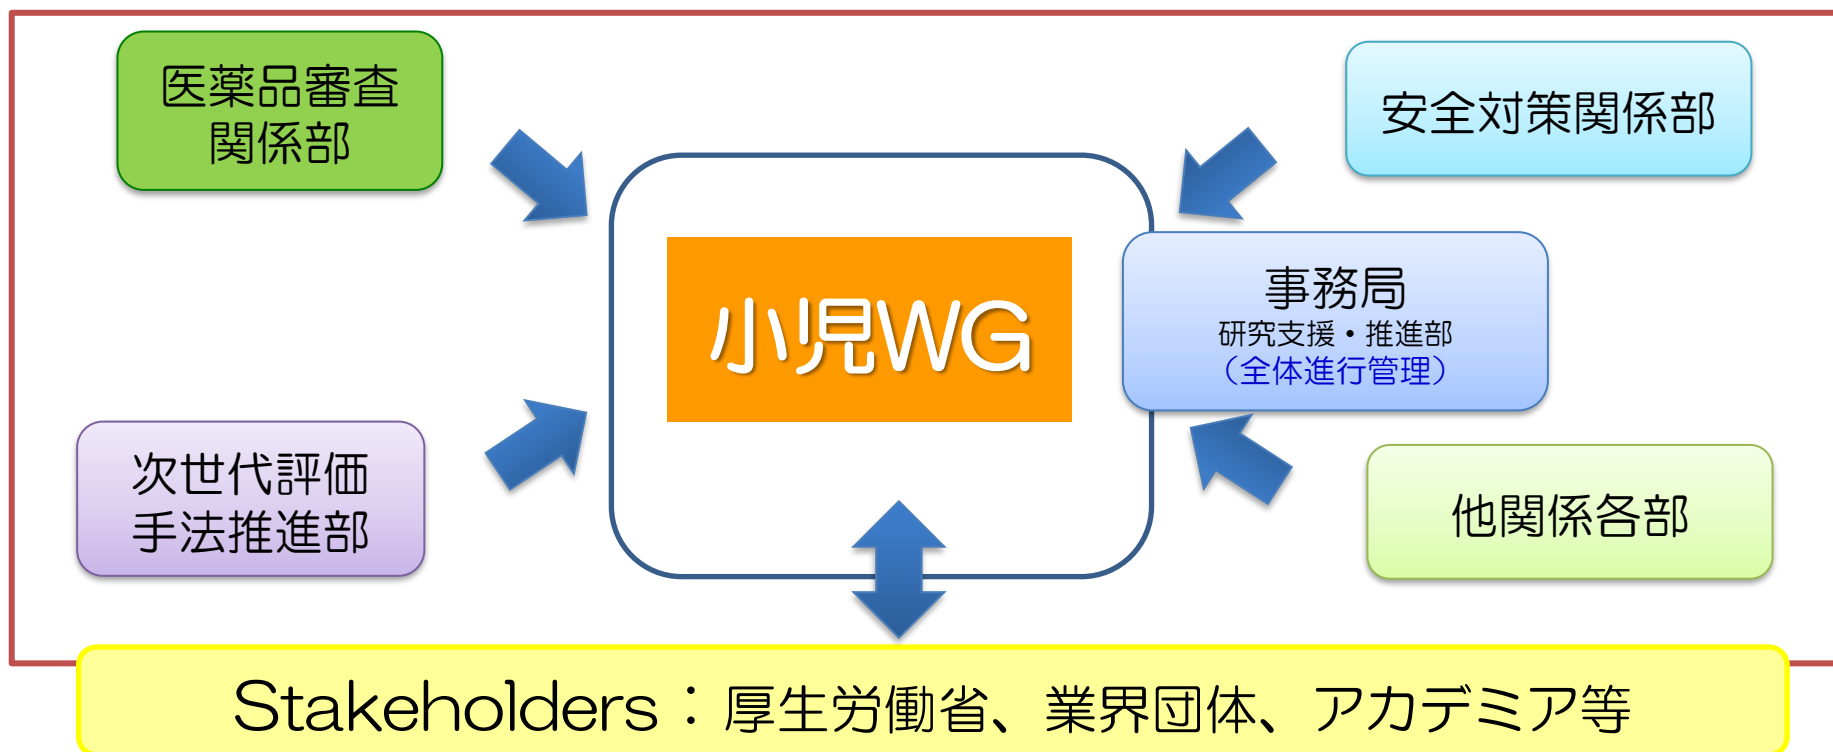 医薬品審査
関係部
安全対策関係部
小児WG
事務局
研究支援・推進部
（全体進行管理）
次世代評価
手法推進部
他関係各部
Stakeholders：厚生労働省、業界団体、アカデミア等